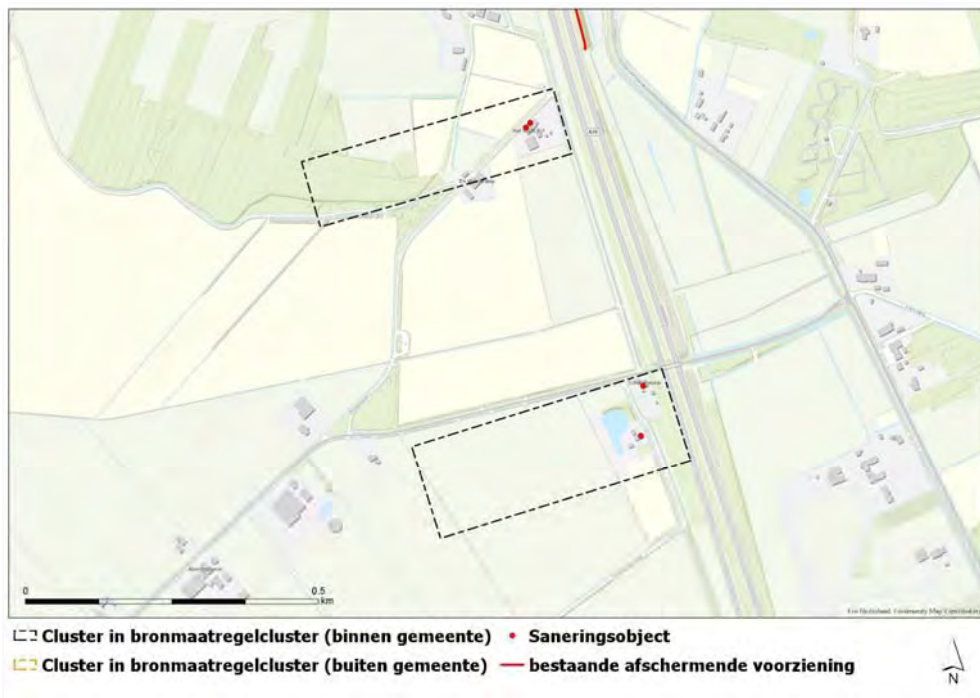 0
0.5
km
Cluster in bronmaatregelcluster (binnen gemeente)
Saneringsobject
Cluster in bronmaatregelcluster (buiten gemeente)
bestaande afschermende voorziening
N